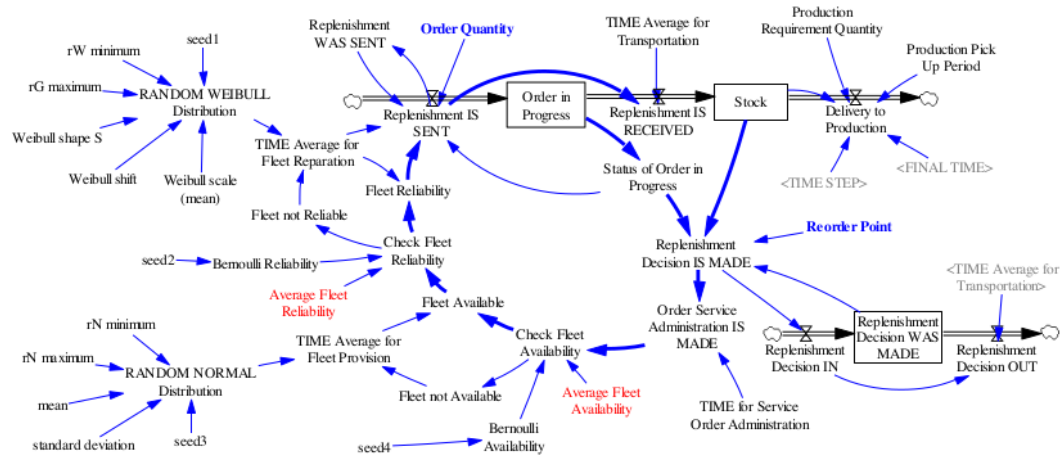 Replenishment
WAS SENT
Order Quantity
TIME Average for
Transportation
Production
Requirement Quantity
Production Pick
Up Period
seed1
rW minimum
rG maximum
RANDOM WEIBULL
Distribution
Weibull shape S
Weibull shift
Weibull scale
(mean)
TIME Average for
Fleet Reparation
Replenishment IS
SENT
Order in
Progress
Replenishment IS
RECEIVED
Stock
Delivery to
Production
<TIME STEP>
<FINAL TIME>
Fleet Reliability
Status of Order in
Progress
Fleet not Reliable
Check Fleet
Reliability
seed2
Bernoulli Reliability
Average Fleet
Reliability
Reorder Point
Replenishment
Decision IS MADE
<TIME Average for
Transportation>
Fleet Available
Order Service
Administration IS
MADE
Replenishment
Decision IN
Replenishment
Decision WAS
MADE
Replenishment
Decision OUT
rN minimum
rN maximum
RANDOM NORMAL
Distribution
mean
standard deviation
seed3
TIME Average for
Fleet Provision
Check Fleet
Availability
Fleet not Available
Average Fleet
Availability
TIME for Service
Order Administration
seed4
Bernoulli
Availability